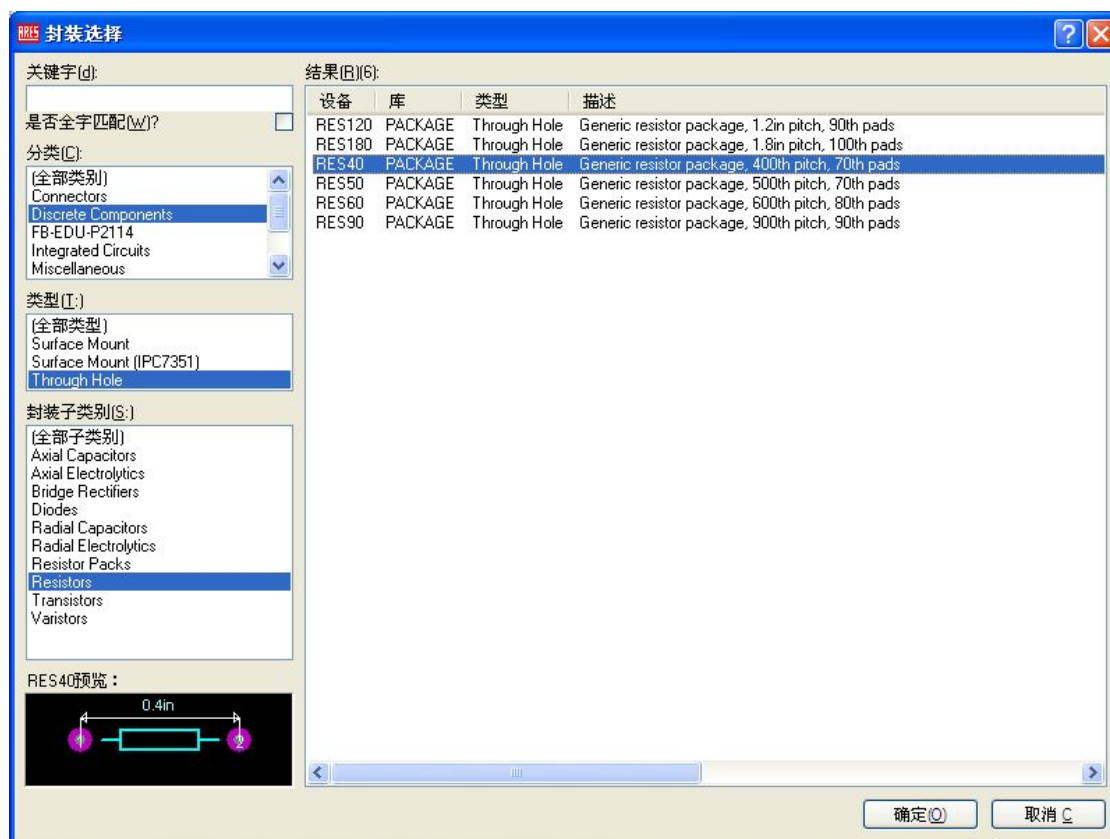 ARES 封装选择
关键字(d):
是否全字匹配(W)?
分类(C):
(全部类别)
Connectors
Discrete Components
FB-EDU-P2114
Integrated Circuits
Miscellaneous
类型(T:)
(全部类型)
Surface Mount
Surface Mount (IPC7351)
Through Hole
封装子类别(S:)
(全部子类别)
Axial Capacitors
Axial Electrolytics
Bridge Rectifiers
Diodes
Radial Capacitors
Radial Electrolytics
Resistor Packs
Resistors
Transistors
Varistors
RES40预览：
0.4in
1 2
结果(R)(6):
设备 库 类型 描述
RES120 PACKAGE Through Hole Generic resistor package, 1.2in pitch, 90th pads
RES180 PACKAGE Through Hole Generic resistor package, 1.8in pitch, 100th pads
RES40 PACKAGE Through Hole Generic resistor package, 400th pitch, 70th pads
RES50 PACKAGE Through Hole Generic resistor package, 500th pitch, 70th pads
RES60 PACKAGE Through Hole Generic resistor package, 600th pitch, 80th pads
RES90 PACKAGE Through Hole Generic resistor package, 900th pitch, 90th pads
确定(O) 取消 C